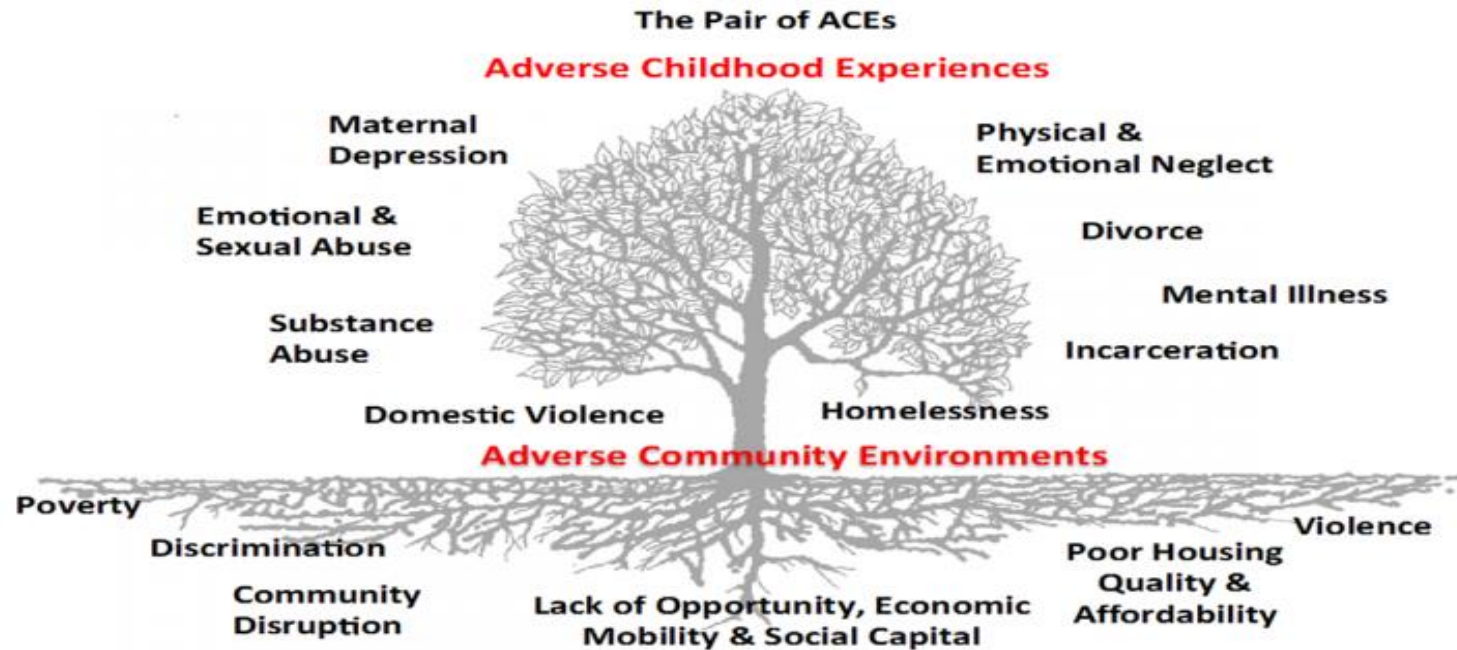 The Pair of ACEs
Adverse Childhood Experiences
Maternal
Depression
Physical &
Emotional Neglect
Emotional &
Sexual Abuse
Divorce
Mental Illness
Substance
Abuse
Incarceration
Domestic Violence
Homelessness
Adverse Community Environments
Poverty
Violence
Discrimination
Poor Housing
Quality &
Affordability
Community
Disruption
Lack of Opportunity, Economic
Mobility & Social Capital